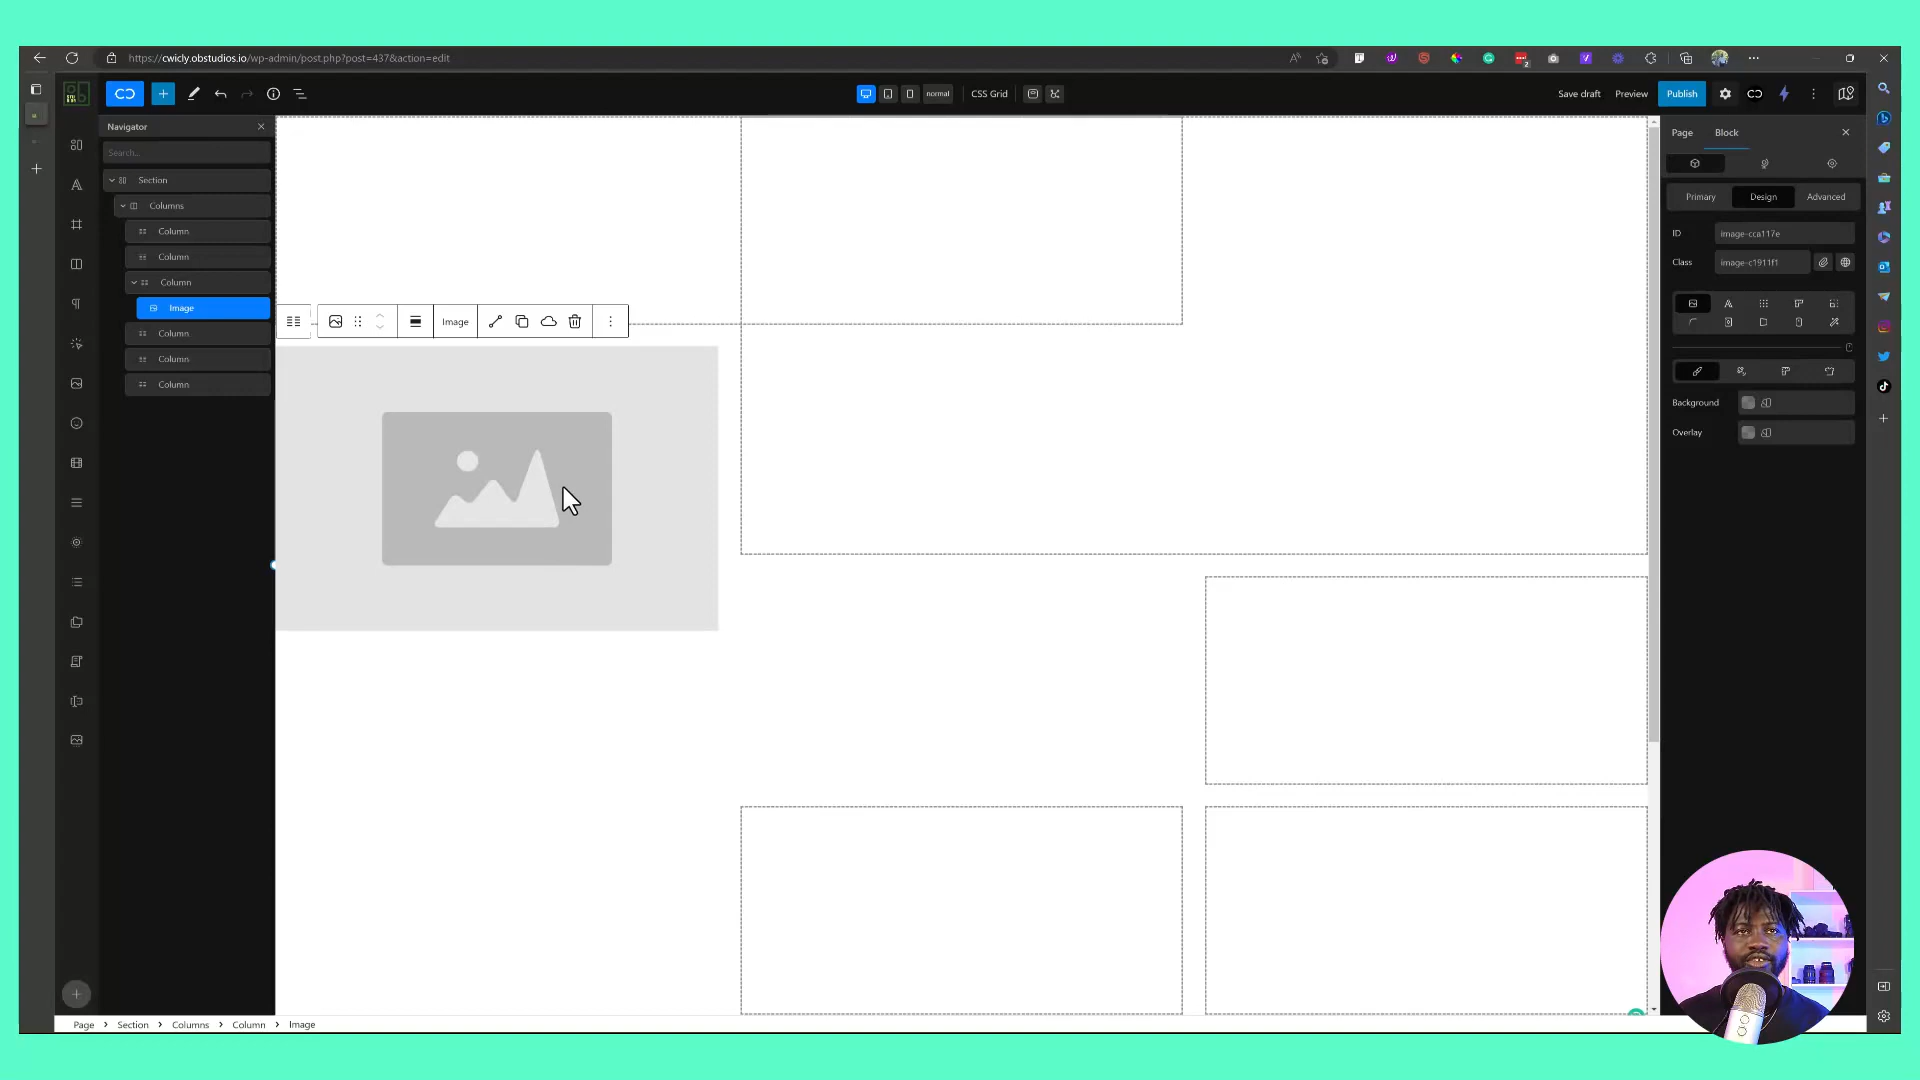 https://cwicly.obstudios.io/wp-admin/post.php?post=437&action=edit
normal
CSS Grid
Save draft
Preview
Publish
Navigator
Search...
Section
Columns
Column
Column
Column
Image
Column
Column
Column
Image
Page
Block
Primary
Design
Advanced
ID
image-cca117e
Class
image-c1911f1
Background
Overlay
Page
Section
Columns
Column
Image